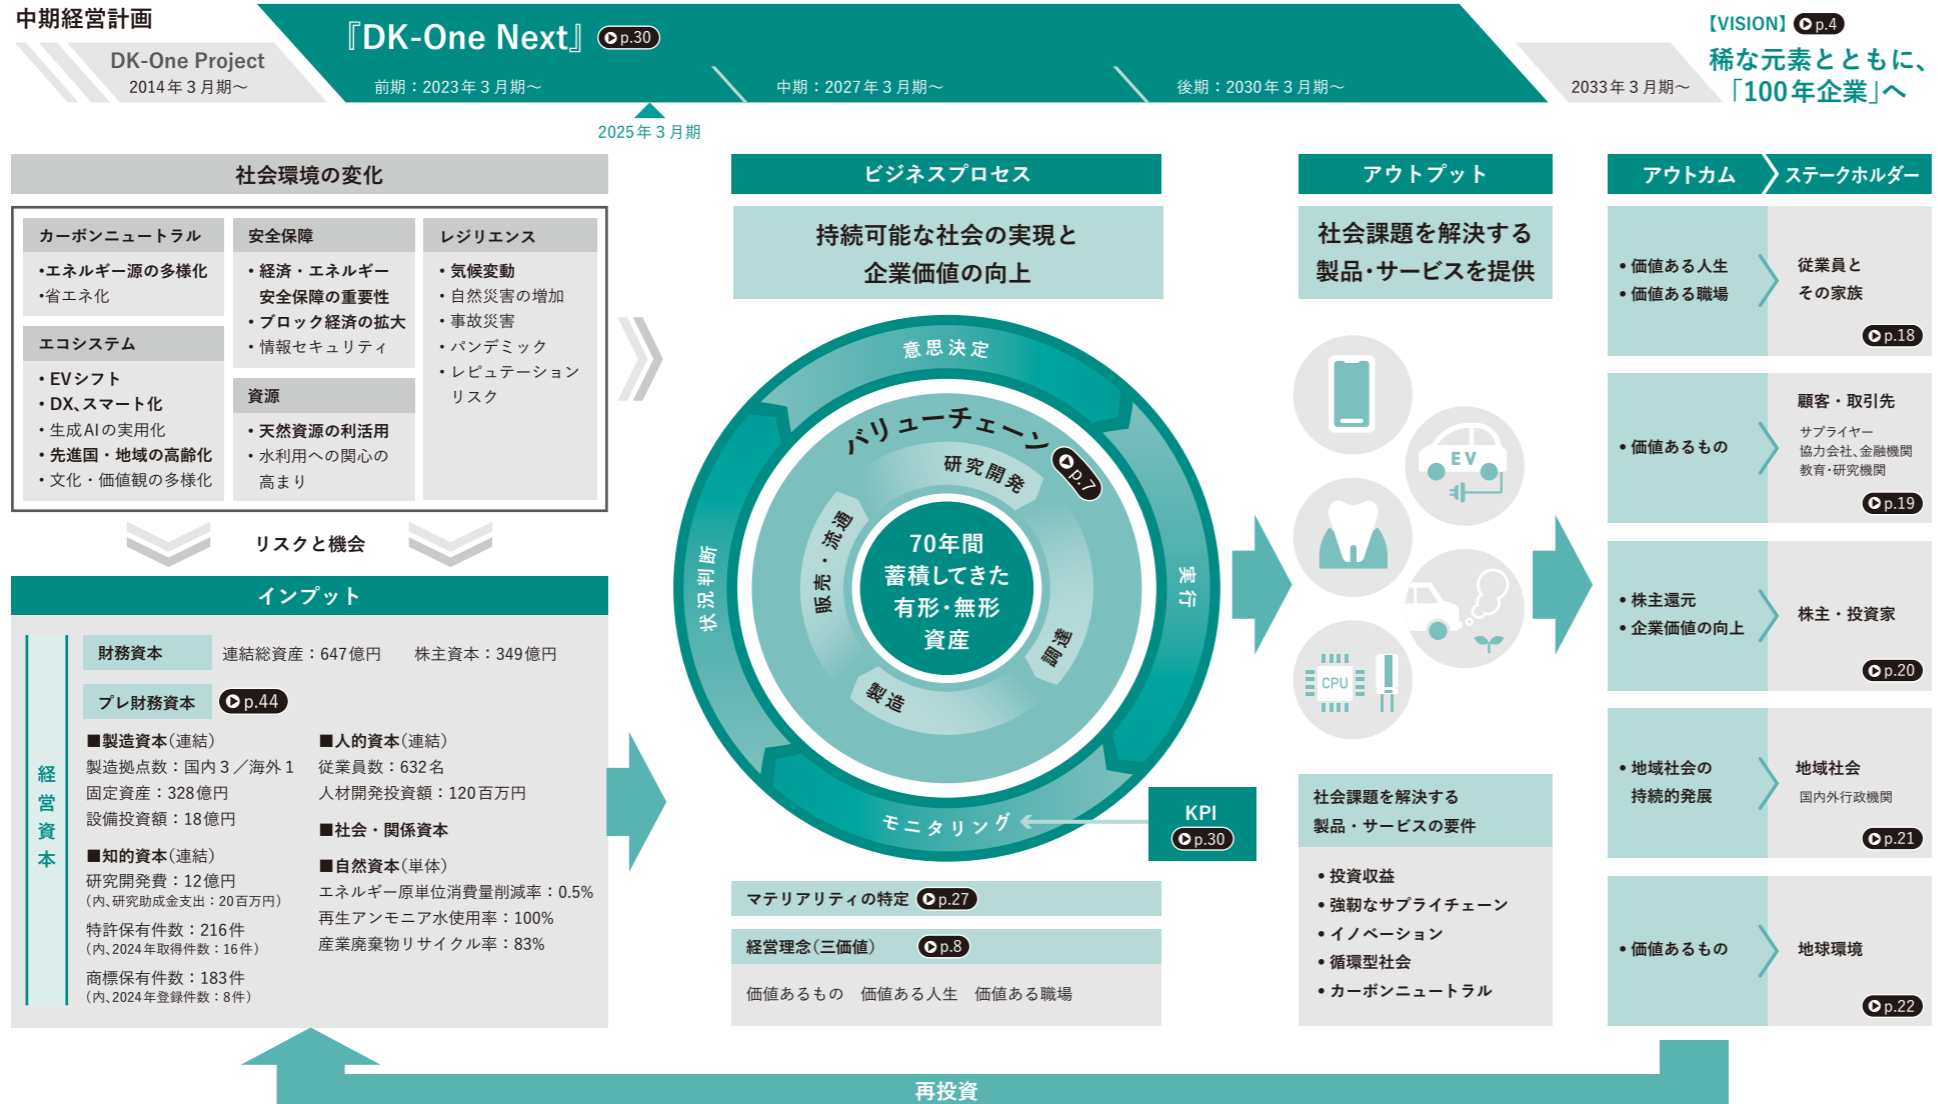 中期経営計画
DK-One Project
2014年3月期～
『DK-One Next』 p.30
前期：2023年3月期～
中期：2027年3月期～
後期：2030年3月期～
2025年3月期
2033年3月期～
【VISION】 p.4
稀な元素とともに、
「100年企業」へ
社会環境の変化
カーボンニュートラル
・エネルギー源の多様化
・省エネ化
エコシステム
・EVシフト
・DX、スマート化
・生成AIの実用化
・先進国・地域の高齢化
・文化・価値観の多様化
安全保障
・経済・エネルギー
安全保障の重要性
・ブロック経済の拡大
・情報セキュリティ
資源
・天然資源の利活用
・水利用への関心の
高まり
レジリエンス
・気候変動
・自然災害の増加
・事故災害
・パンデミック
・レピュテーション
リスク
リスクと機会
インプット
経営資本
財務資本
連結総資産：647億円 株主資本：349億円
プレ財務資本 p.44
■製造資本（連結）
製造拠点数：国内3／海外1
固定資産：328億円
設備投資額：18億円
■知的資本（連結）
研究開発費：12億円
（内、研究助成金支出：20百万円）
特許保有件数：216件
（内、2024年取得件数：16件）
商標保有件数：183件
（内、2024年登録件数：8件）
■人的資本（連結）
従業員数：632名
人材開発投資額：120百万円
■社会・関係資本
■自然資本（単体）
エネルギー原単位消費量削減率：0.5%
再生アンモニア水使用率：100%
産業廃棄物リサイクル率：83%
ビジネスプロセス
持続可能な社会の実現と
企業価値の向上
意思決定
実行
モニタリング
状況判断
バリューチェーン p.7
研究開発
調達
製造
販売・流通
70年間
蓄積してきた
有形・無形
資産
KPI
p.30
マテリアリティの特定 p.27
経営理念（三価値） p.8
価値あるもの 価値ある人生 価値ある職場
アウトプット
社会課題を解決する
製品・サービスを提供
EV
CPU
社会課題を解決する
製品・サービスの要件
• 投資収益
• 強靭なサプライチェーン
• イノベーション
• 循環型社会
• カーボンニュートラル
アウトカム
ステークホルダー
• 価値ある人生
• 価値ある職場
従業員と
その家族
p.18
• 価値あるもの
顧客・取引先
サプライヤー
協力会社、金融機関
教育・研究機関
p.19
• 株主還元
• 企業価値の向上
株主・投資家
p.20
• 地域社会の
持続的発展
地域社会
国内外行政機関
p.21
• 価値あるもの
地球環境
p.22
再投資